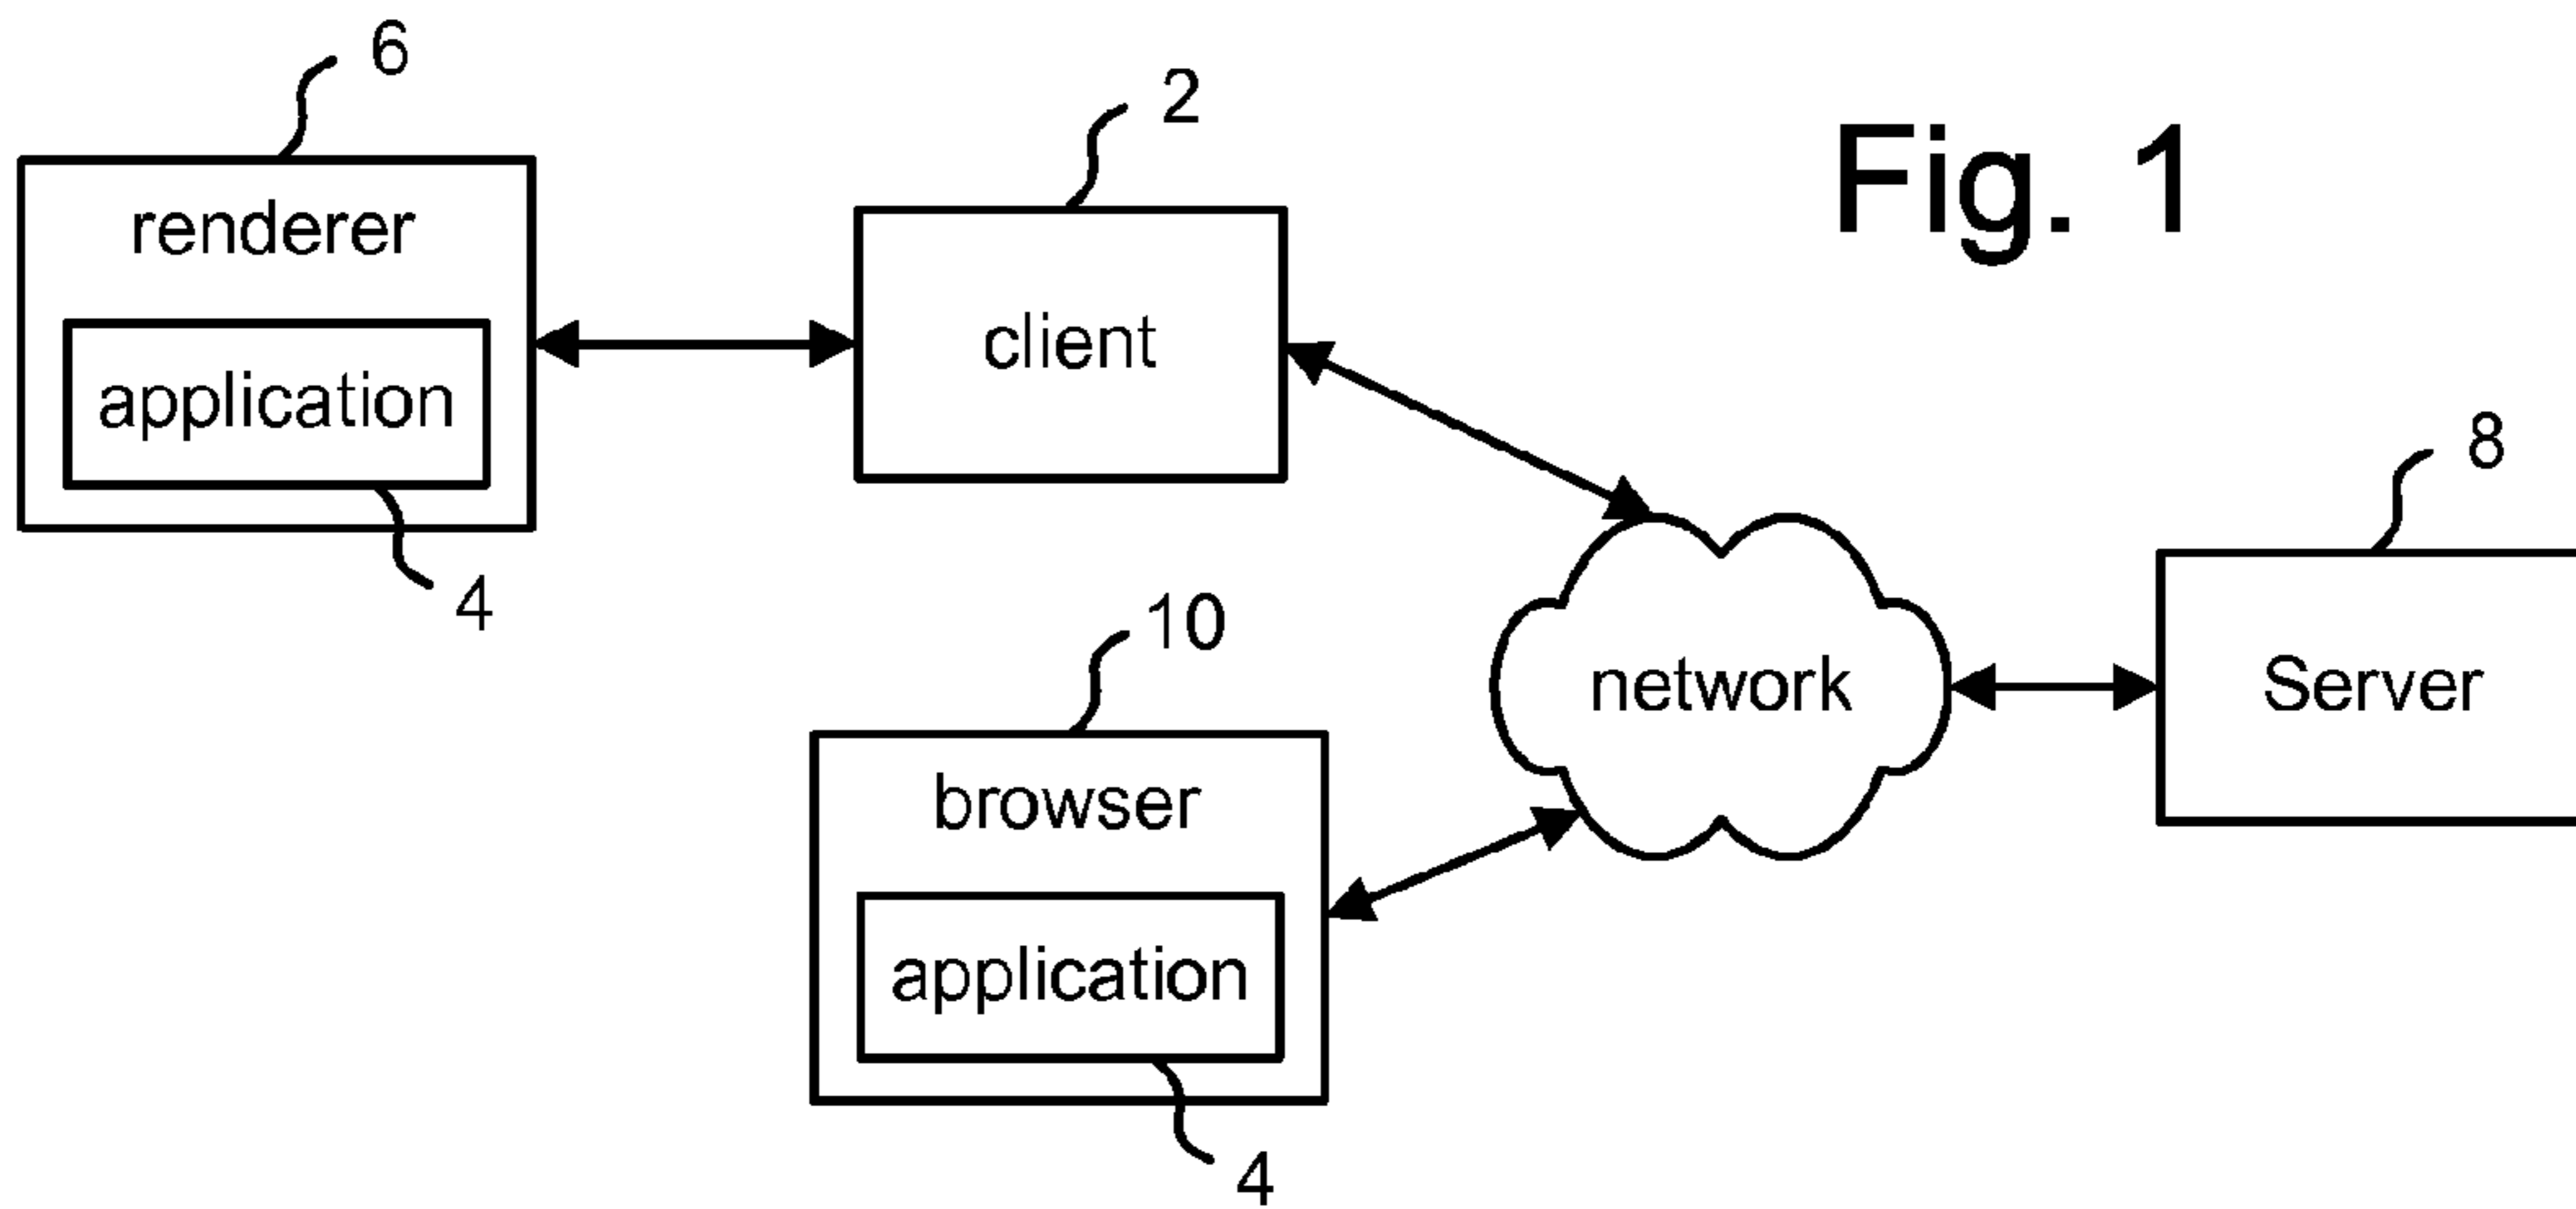 6
2
Fig. 1
renderer
client
application
8
4
10
network
Server
browser
application
4